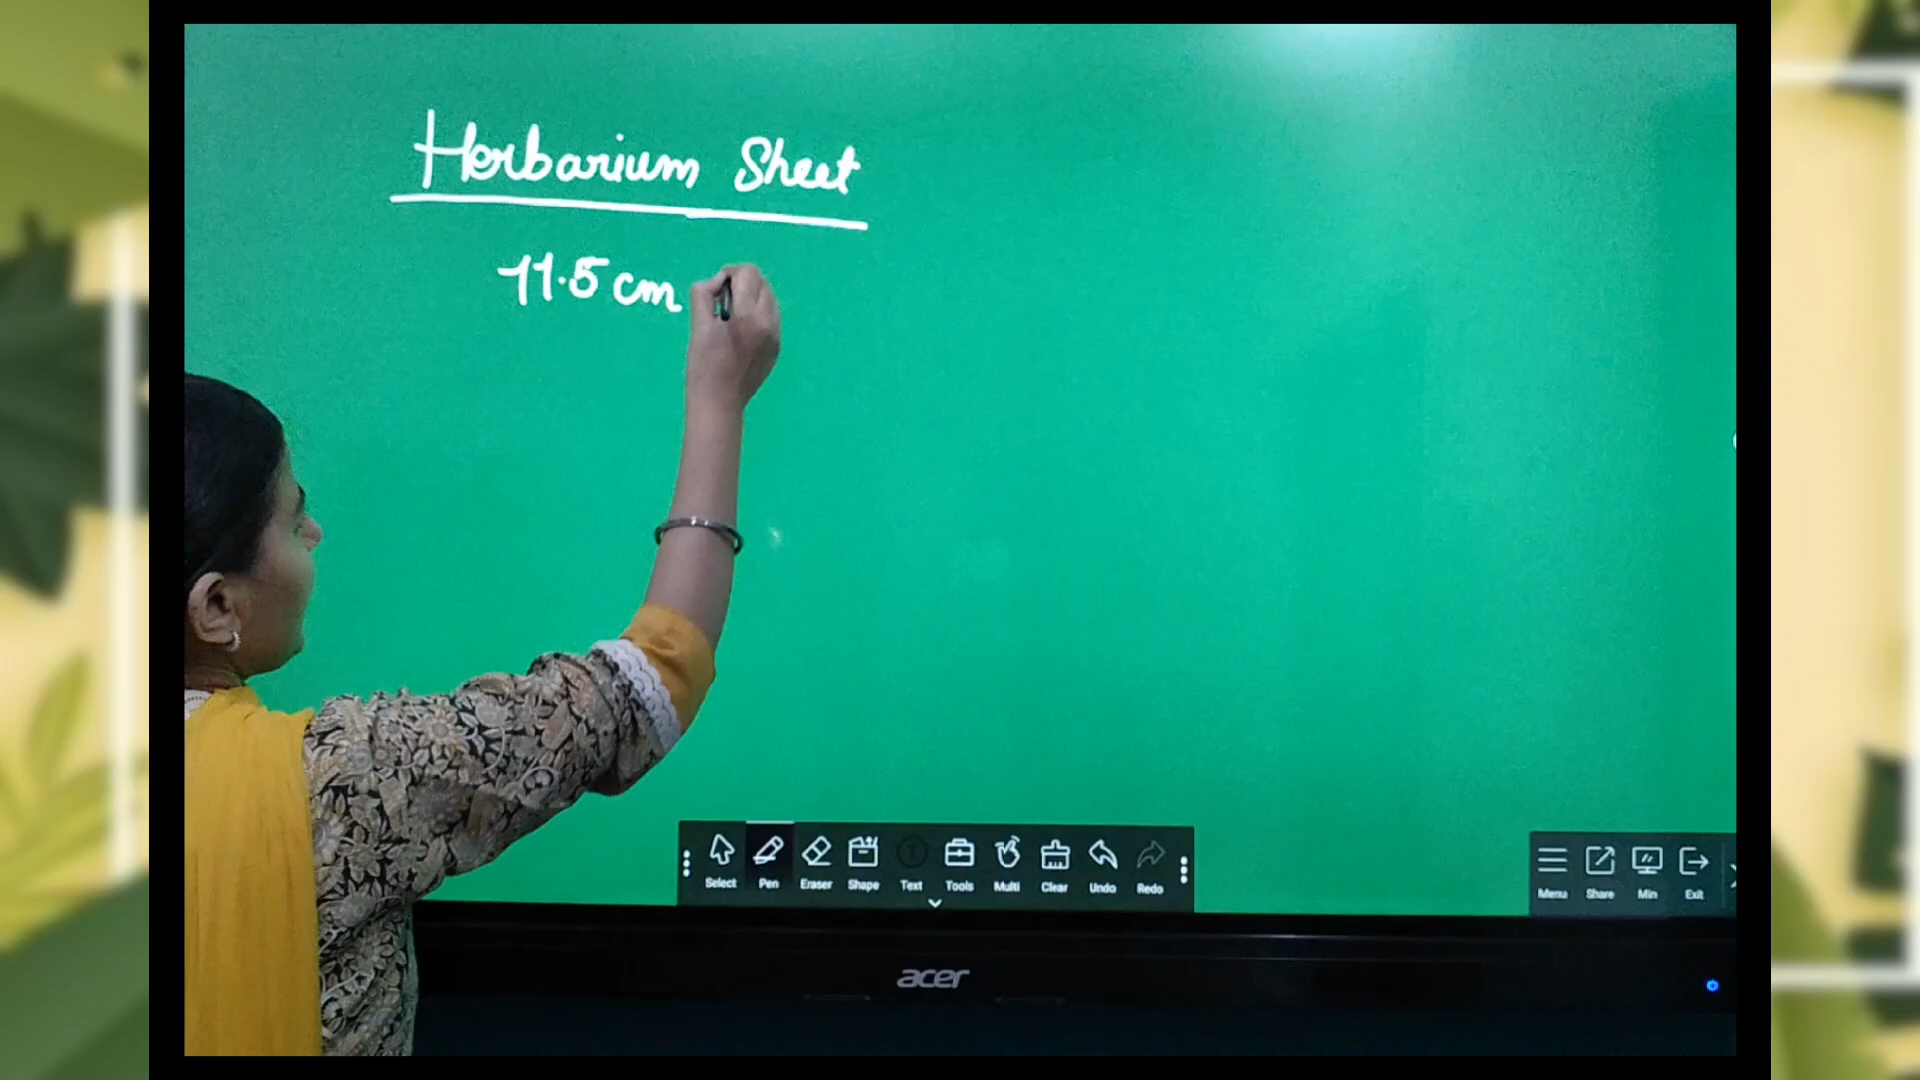 Herbarium Sheet
11.5 cm
Select Pen Eraser Shape Text Tools Multi Clear Undo Redo
Menu Share Min Exit
acer